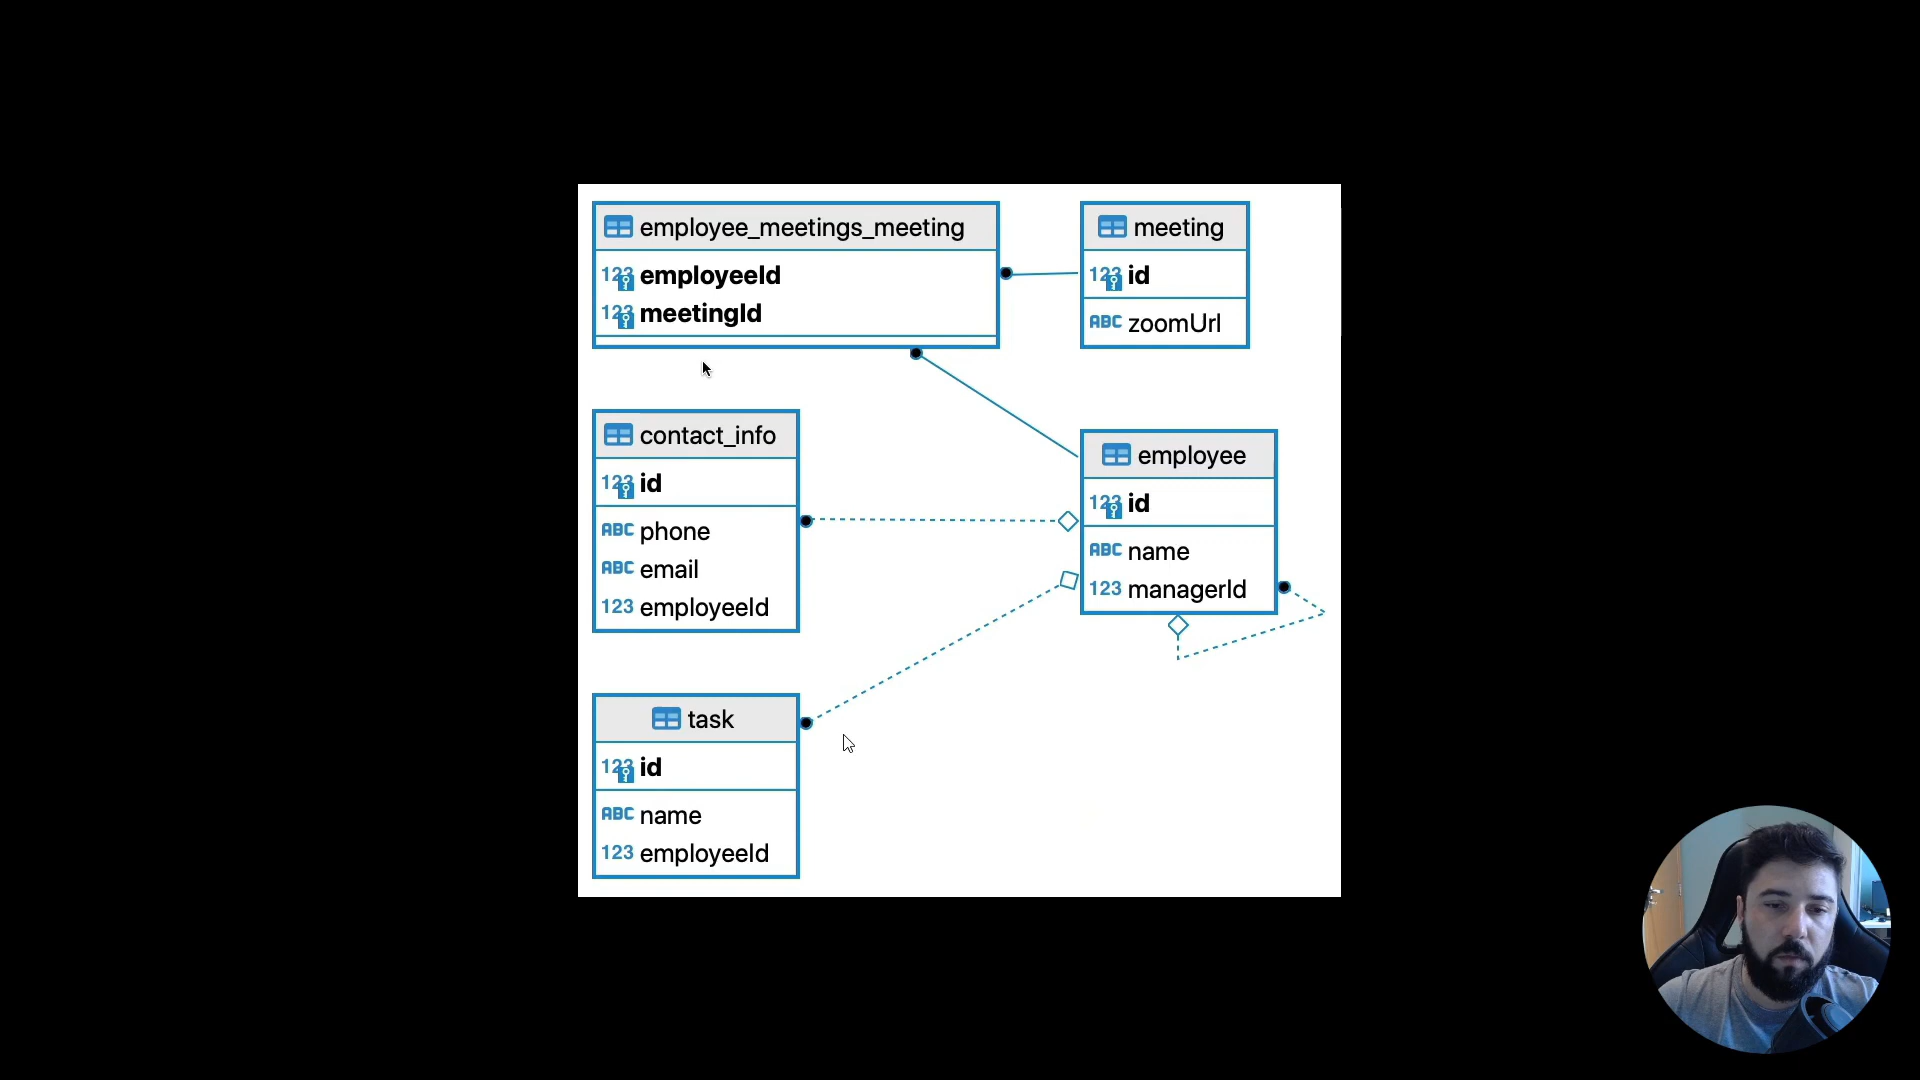 employee_meetings_meeting
123 employeeId
123 meetingId
meeting
123 id
ABC zoomUrl
contact_info
123 id
ABC phone
ABC email
123 employeeId
employee
123 id
ABC name
123 managerId
task
123 id
ABC name
123 employeeId